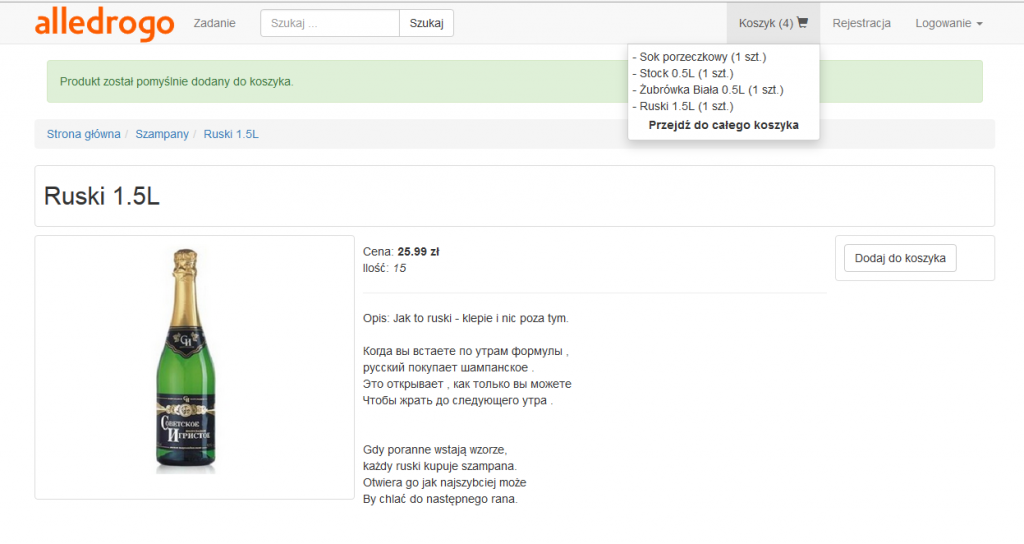 alledrogo Zadanie Szukaj ... Szukaj Koszyk (4) Rejestracja Logowanie
- Sok porzeczkowy (1 szt.)
- Stock 0.5L (1 szt.)
- Żubrówka Biała 0.5L (1 szt.)
- Ruski 1.5L (1 szt.)
Przejdź do całego koszyka
Produkt został pomyślnie dodany do koszyka.
Strona główna / Szampany / Ruski 1.5L
Ruski 1.5L
Советское
Игристое
Cena: 25.99 zł
Ilość: 15
Dodaj do koszyka
Opis: Jak to ruski - klepie i nic poza tym.
Когда вы встаете по утрам формулы ,
русский покупает шампанское .
Это открывает , как только вы можете
Чтобы жрать до следующего утра .
Gdy poranne wstają wzorze,
każdy ruski kupuje szampana.
Otwiera go jak najszybciej może
By chlać do następnego rana.